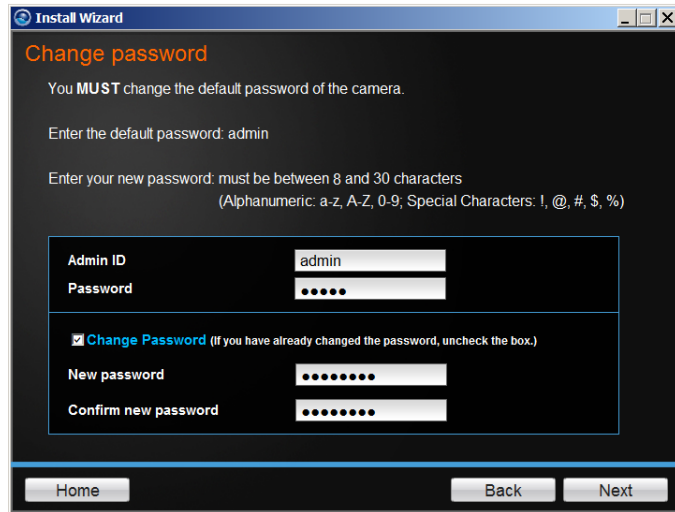 Install Wizard
Change password
You MUST change the default password of the camera.
Enter the default password: admin
Enter your new password: must be between 8 and 30 characters
(Alphanumeric: a-z, A-Z, 0-9; Special Characters: !, @, #, $, %)
Admin ID admin
Password •••••
Change Password (If you have already changed the password, uncheck the box.)
New password ••••••••
Confirm new password ••••••••
Home Back Next